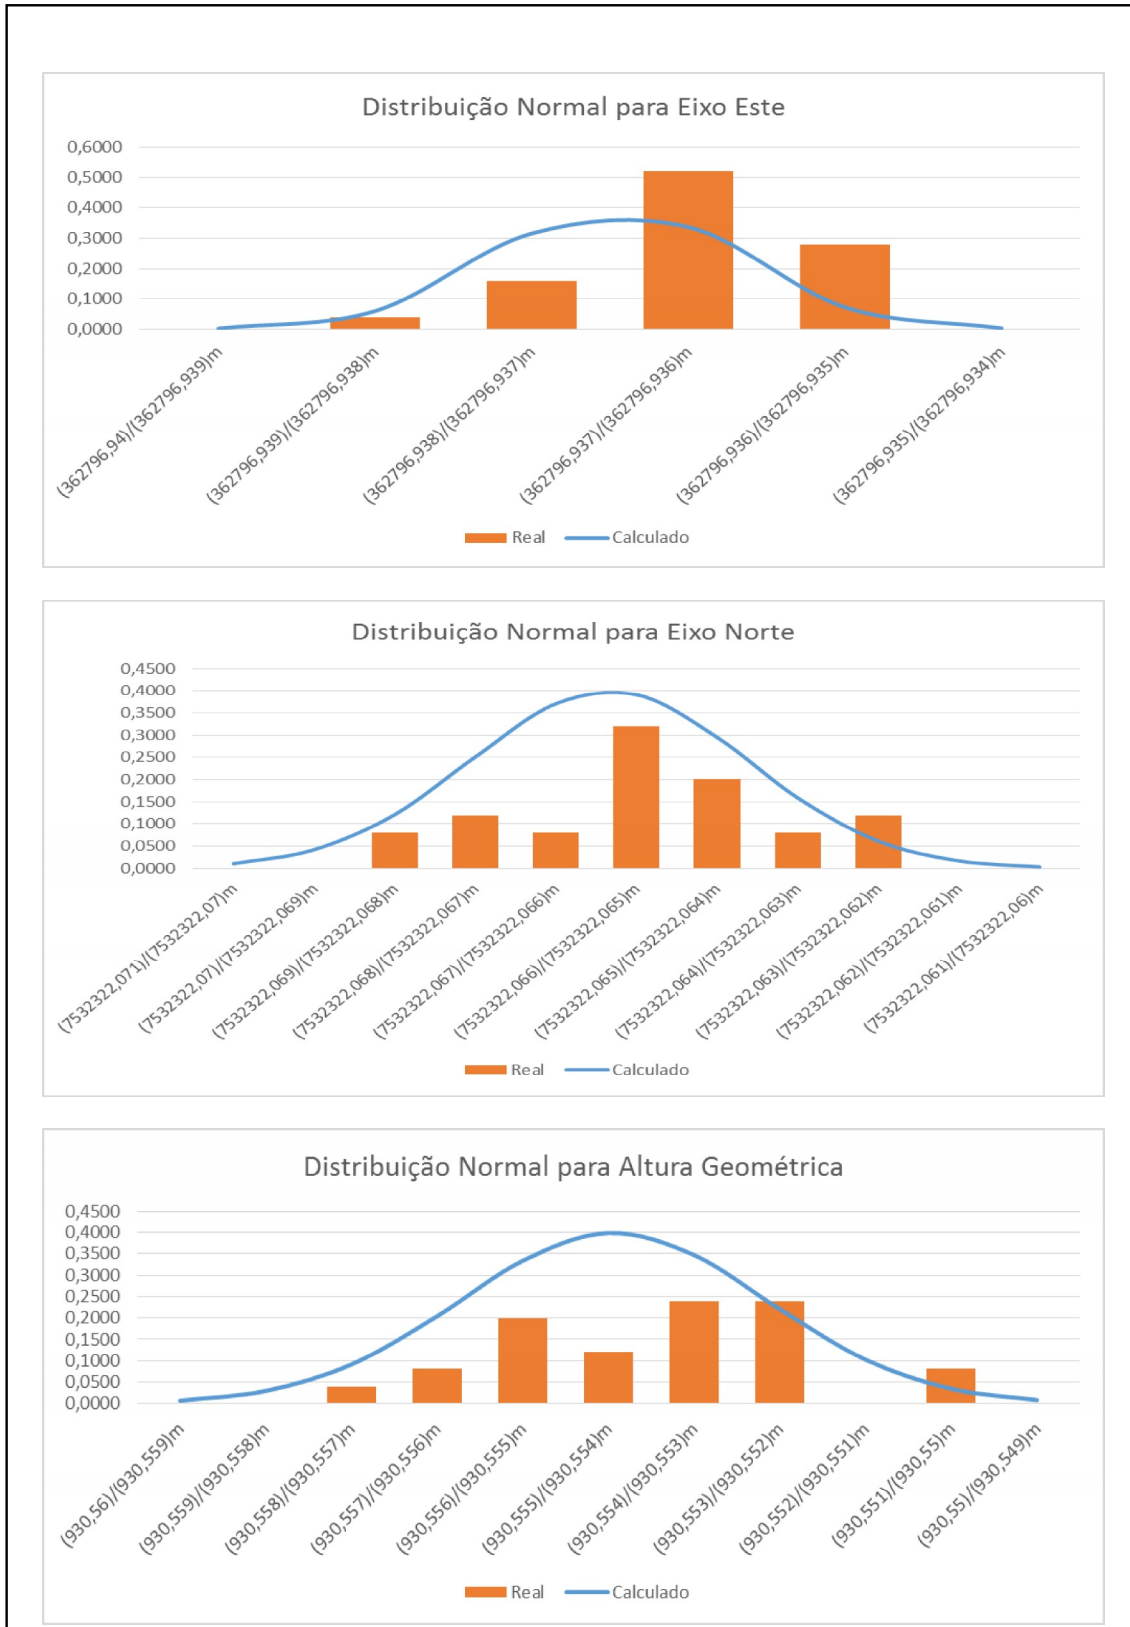 Distribuição Normal para Eixo Este
0,6000
0,5000
0,4000
0,3000
0,2000
0,1000
0,0000
(362796,94)/(362796,939)m
(362796,939)/(362796,938)m
(362796,938)/(362796,937)m
(362796,937)/(362796,936)m
(362796,936)/(362796,935)m
(362796,935)/(362796,934)m
Real Calculado
Distribuição Normal para Eixo Norte
0,4500
0,4000
0,3500
0,3000
0,2500
0,2000
0,1500
0,1000
0,0500
0,0000
(7532322,071)/(7532322,07)m
(7532322,07)/(7532322,069)m
(7532322,069)/(7532322,068)m
(7532322,068)/(7532322,067)m
(7532322,067)/(7532322,066)m
(7532322,066)/(7532322,065)m
(7532322,065)/(7532322,064)m
(7532322,064)/(7532322,063)m
(7532322,063)/(7532322,062)m
(7532322,062)/(7532322,061)m
(7532322,061)/(7532322,06)m
Real Calculado
Distribuição Normal para Altura Geométrica
0,4500
0,4000
0,3500
0,3000
0,2500
0,2000
0,1500
0,1000
0,0500
0,0000
(930,56)/(930,559)m
(930,559)/(930,558)m
(930,558)/(930,557)m
(930,557)/(930,556)m
(930,556)/(930,555)m
(930,555)/(930,554)m
(930,554)/(930,553)m
(930,553)/(930,552)m
(930,552)/(930,551)m
(930,551)/(930,55)m
(930,55)/(930,549)m
Real Calculado